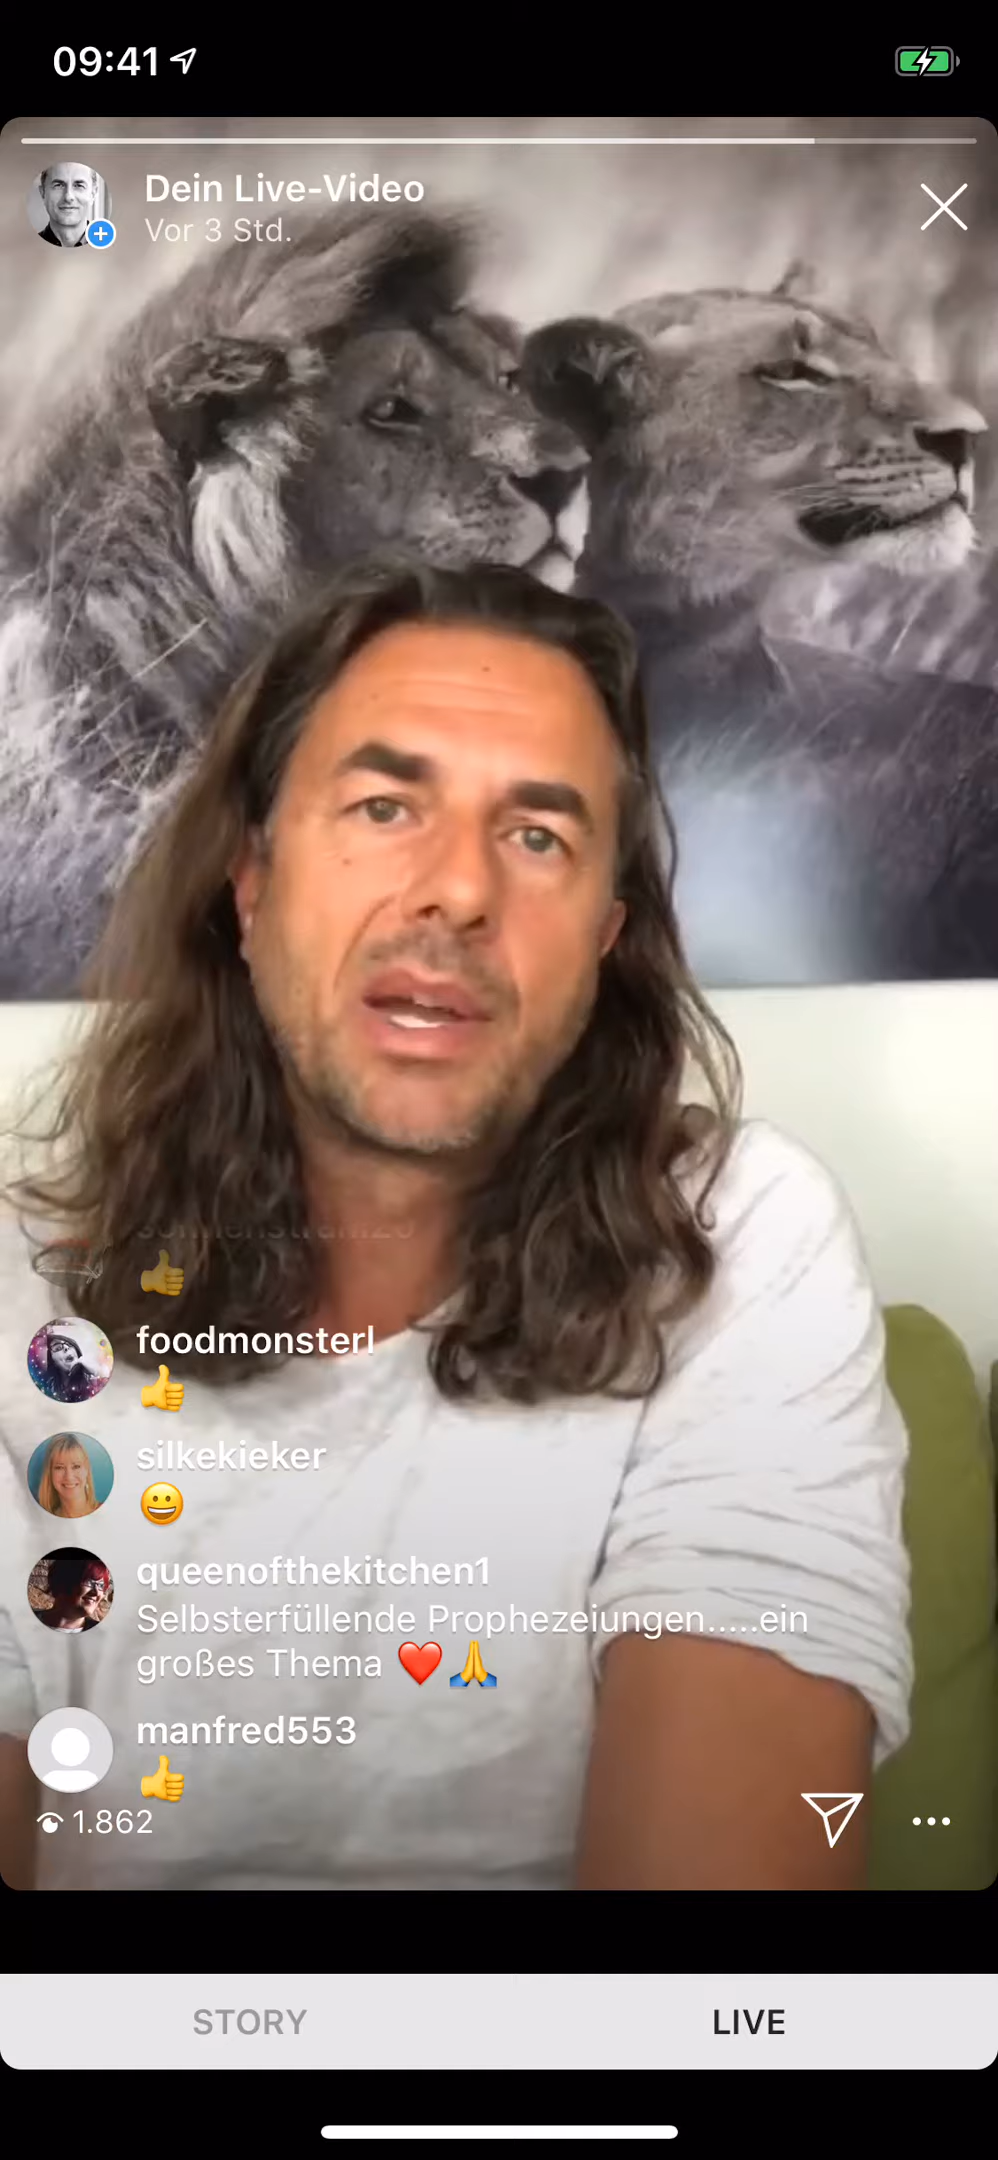 09:41
Dein Live-Video
Vor 3 Std.
foodmonsterl
👍
silkekieker
😀
queenofthekitchen1
Selbsterfüllende Prophezeiungen.....ein
großes Thema ❤️🙏
manfred553
👍
1.862
STORY
LIVE